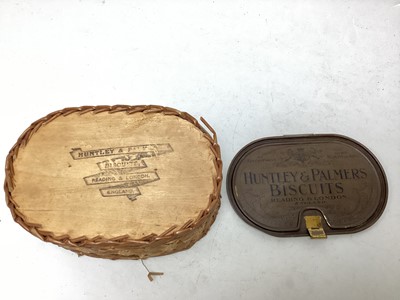 HUNTLEY & PALMERS
BISCUITS
READING & LONDON
ENGLAND
HUNTLEY & PALMERS
BISCUITS
READING & LONDON